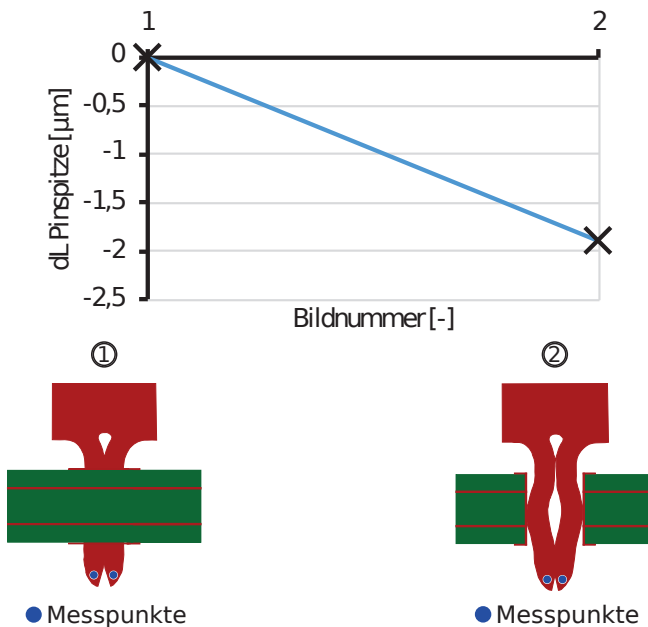 1 2
0
-0,5
-1
-1,5
-2
-2,5
dL Pinspitze [µm]
Bildnummer [-]
① ②
Messpunkte Messpunkte